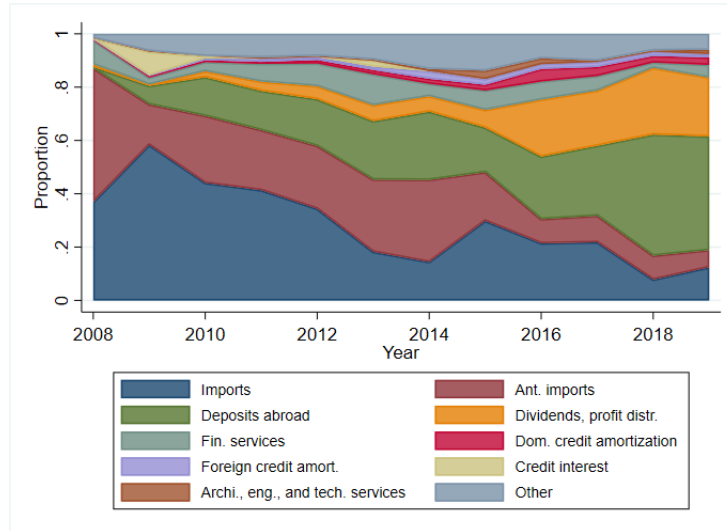 1
.8
.6
.4
.2
0
Proportion
2008 2010 2012 2014 2016 2018
Year
Imports Ant. imports
Deposits abroad Dividends, profit distr.
Fin. services Dom. credit amortization
Foreign credit amort. Credit interest
Archi., eng., and tech. services Other